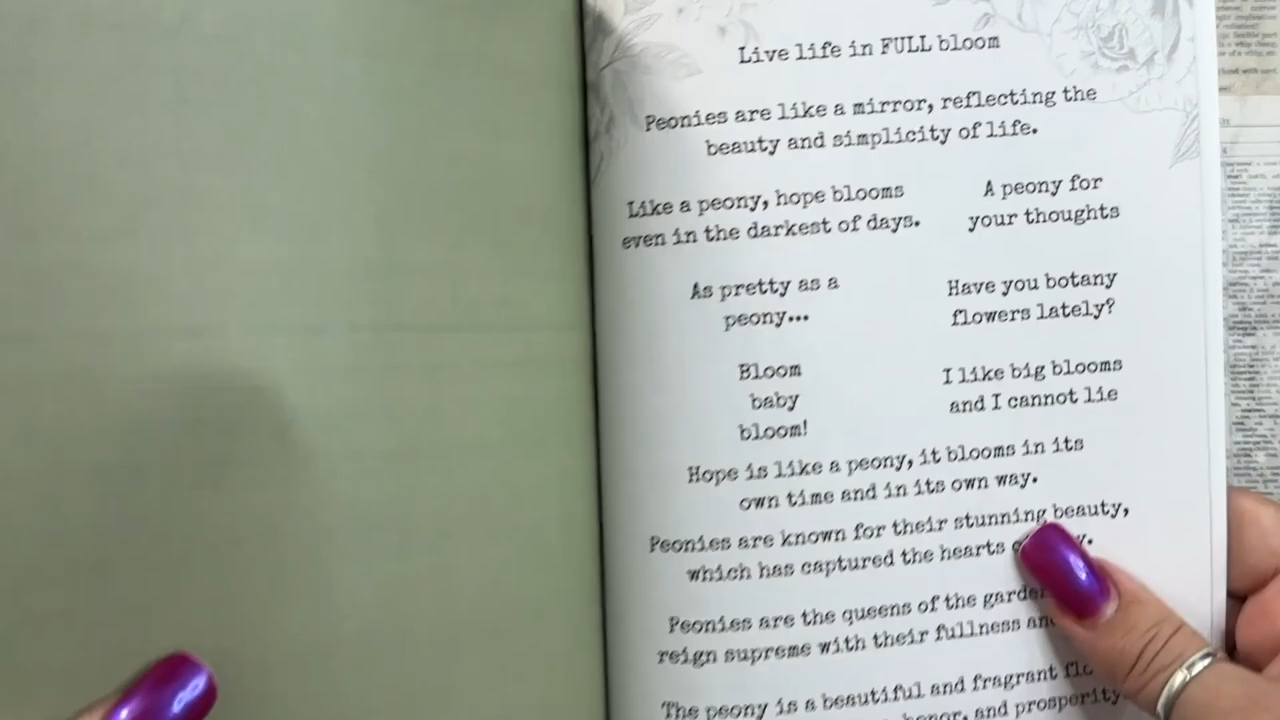 Live life in FULL bloom
Peonies are like a mirror, reflecting the
beauty and simplicity of life.
Like a peony, hope blooms
even in the darkest of days.
A peony for
your thoughts
As pretty as a
peony...
Have you botany
flowers lately?
Bloom
baby
bloom!
I like big blooms
and I cannot lie
Hope is like a peony, it blooms in its
own time and in its own way.
Peonies are known for their stunning beauty,
which has captured the hearts
Peonies are the queens of the garden
reign supreme with their fullness and
The peony is a beautiful and fragrant
honor, and prosperity